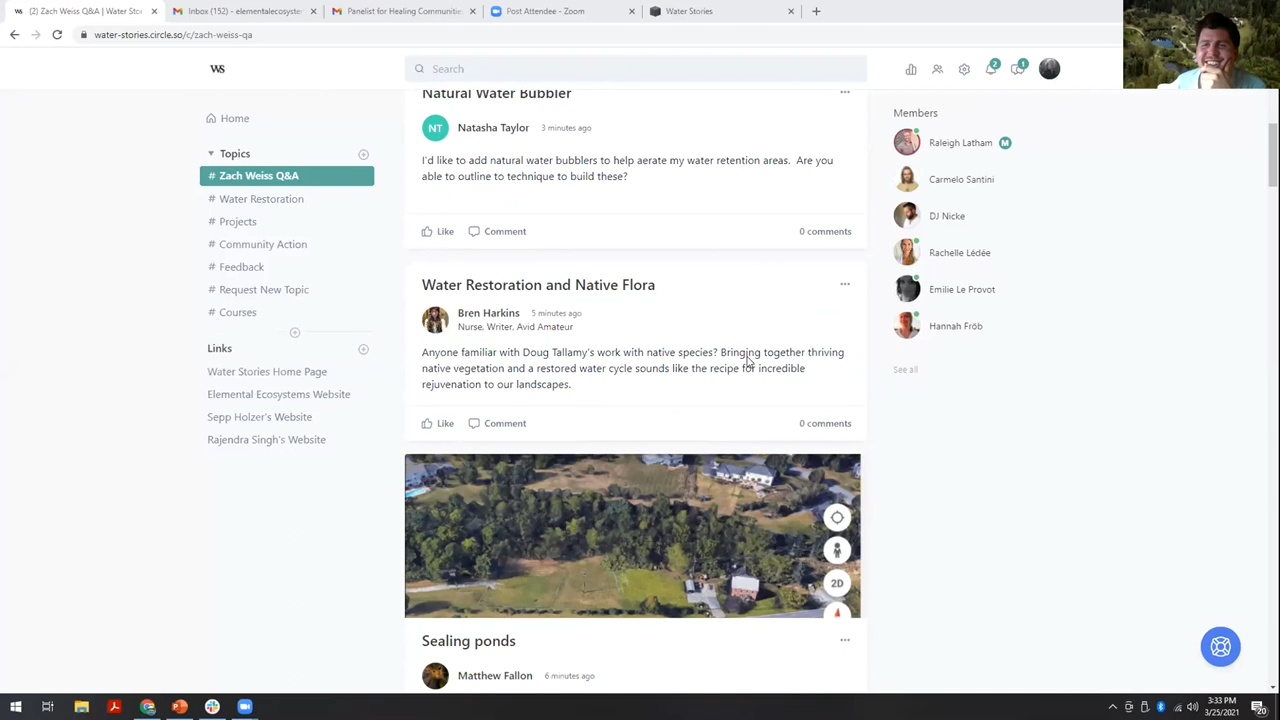 (2) Zach Weiss Q&A | Water Stor
Inbox (152) - elementalecosyste
Panelist for Healing Communitie
Post Attendee - Zoom
Water Stories
water-stories.circle.so/c/zach-weiss-qa
WS
Search
2
1
Home
Topics
# Zach Weiss Q&A
# Water Restoration
# Projects
# Community Action
# Feedback
# Request New Topic
# Courses
Links
Water Stories Home Page
Elemental Ecosystems Website
Sepp Holzer's Website
Rajendra Singh's Website
Natural Water Bubbler
NT
Natasha Taylor 3 minutes ago
I'd like to add natural water bubblers to help aerate my water retention areas. Are you
able to outline to technique to build these?
Like Comment 0 comments
Water Restoration and Native Flora
Bren Harkins 5 minutes ago
Nurse, Writer, Avid Amateur
Anyone familiar with Doug Tallamy's work with native species? Bringing together thriving
native vegetation and a restored water cycle sounds like the recipe for incredible
rejuvenation to our landscapes.
Like Comment 0 comments
2D
Sealing ponds
Matthew Fallon 6 minutes ago
Members
Raleigh Latham M
Carmelo Santini
DJ Nicke
Rachelle Lédée
Emilie Le Provot
Hannah Fröb
See all
3:33 PM
3/25/2021
20